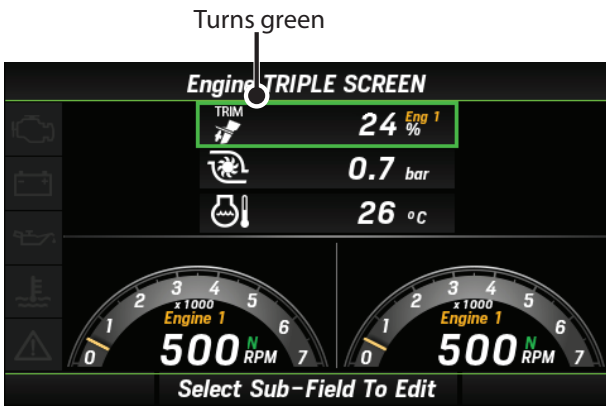 Turns green
Engine TRIPLE SCREEN
TRIM
24 % Eng 1
0.7 bar
26 °C
0 1 2 3 4 5 6 7
x 1000
Engine 1
500 N RPM
0 1 2 3 4 5 6 7
x 1000
Engine 1
500 N RPM
Select Sub-Field To Edit